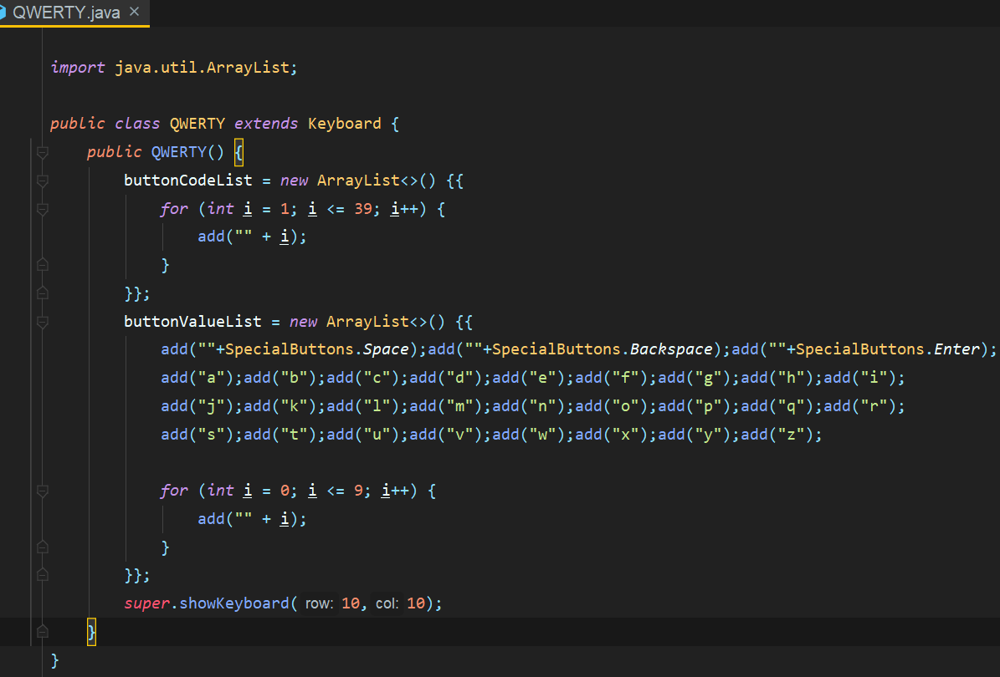 QWERTY.java ×
import java.util.ArrayList;
public class QWERTY extends Keyboard {
public QWERTY() {
buttonCodeList = new ArrayList<>() {{
for (int i = 1; i <= 39; i++) {
add("" + i);
}
}};
buttonValueList = new ArrayList<>() {{
add(""+SpecialButtons.Space);add(""+SpecialButtons.Backspace);add(""+SpecialButtons.Enter);
add("a");add("b");add("c");add("d");add("e");add("f");add("g");add("h");add("i");
add("j");add("k");add("l");add("m");add("n");add("o");add("p");add("q");add("r");
add("s");add("t");add("u");add("v");add("w");add("x");add("y");add("z");
for (int i = 0; i <= 9; i++) {
add("" + i);
}
}};
super.showKeyboard( row: 10, col: 10);
}
}